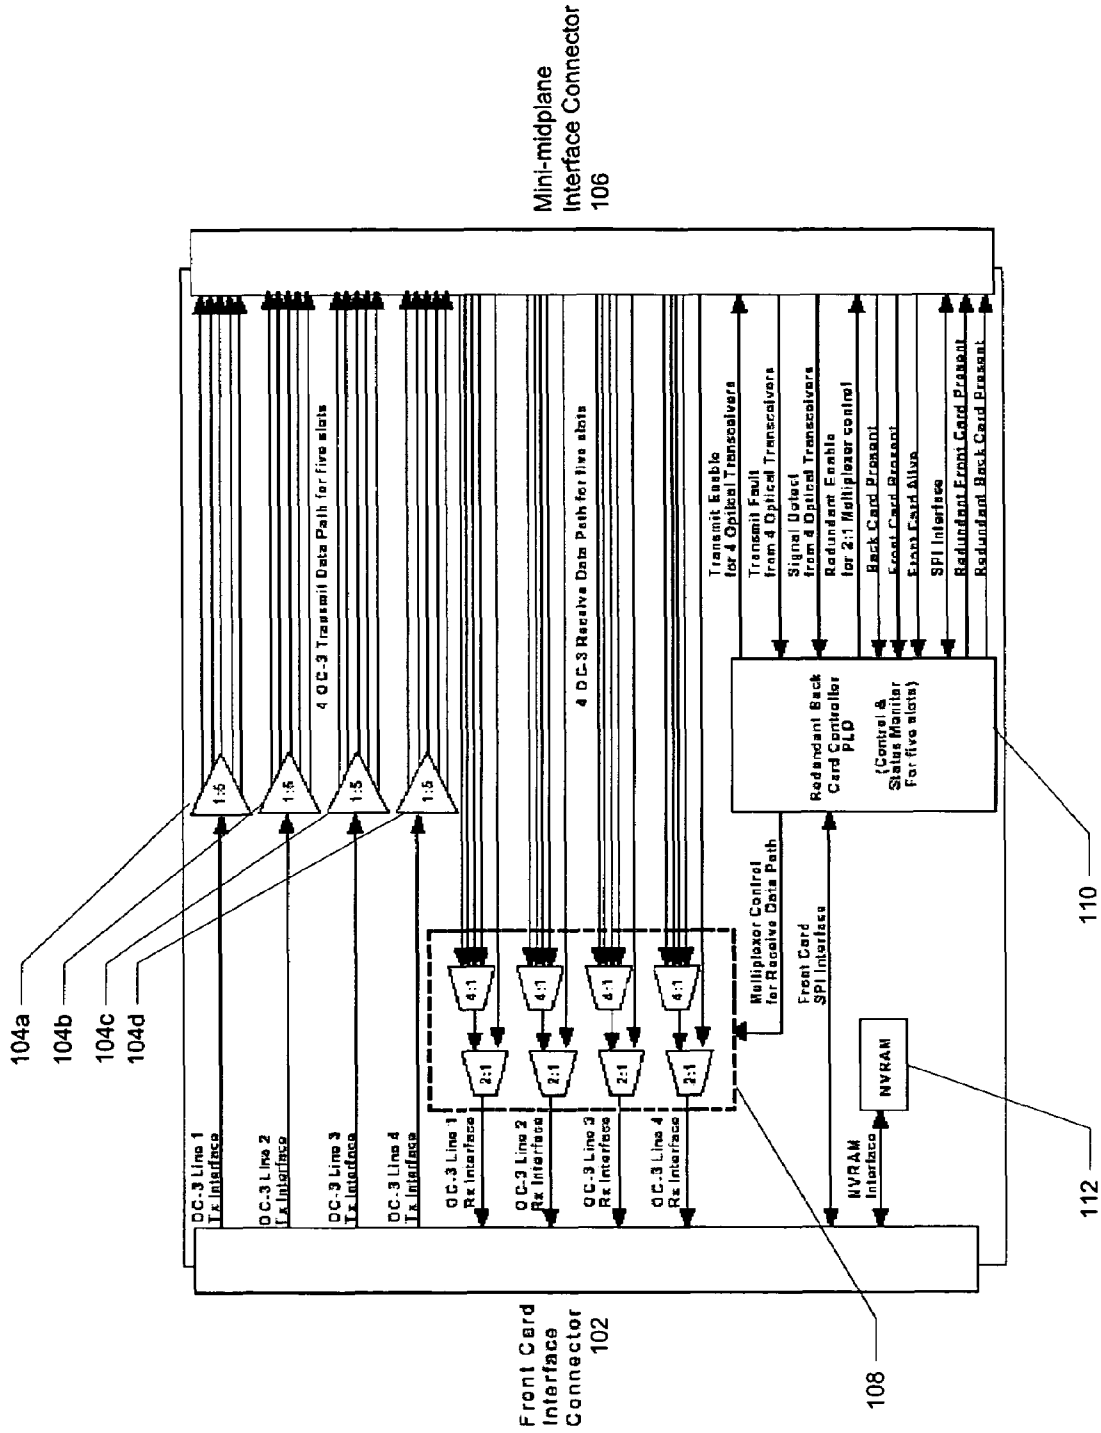 Mini-midplane
Interface Connector
106
104a
104b
104c
104d
1:5
1:5
1:5
1:5
4 OC-3 Transmit Data Path for five slots
OC-3 Line 1
Tx Interface
OC-3 Line 2
Tx Interface
OC-3 Line 3
Tx Interface
OC-3 Line 4
Tx Interface
4 OC-3 Receive Data Path for five slots
4:1
4:1
4:1
4:1
2:1
2:1
2:1
2:1
OC-3 Line 1
Rx Interface
OC-3 Line 2
Rx Interface
OC-3 Line 3
Rx Interface
OC-3 Line 4
Rx Interface
Transmit Enable
for 4 Optical Transceivers
Transmit Fault
from 4 Optical Transceivers
Signal Detect
from 4 Optical Transceivers
Redundant Enable
for 2:1 Multiplexer control
Back Card Present
Front Card Present
Front Card Alive
SPI Interface
Redundant Front Card Present
Redundant Back Card Present
Redundant Back
Card Controller
PLD
(Control &
Status Monitor
For five slots)
110
Multiplexer Control
for Receive Data Path
Front Card
SPI Interface
NVRAM
NVRAM
Interface
112
Front Card
Interface
Connector
102
108